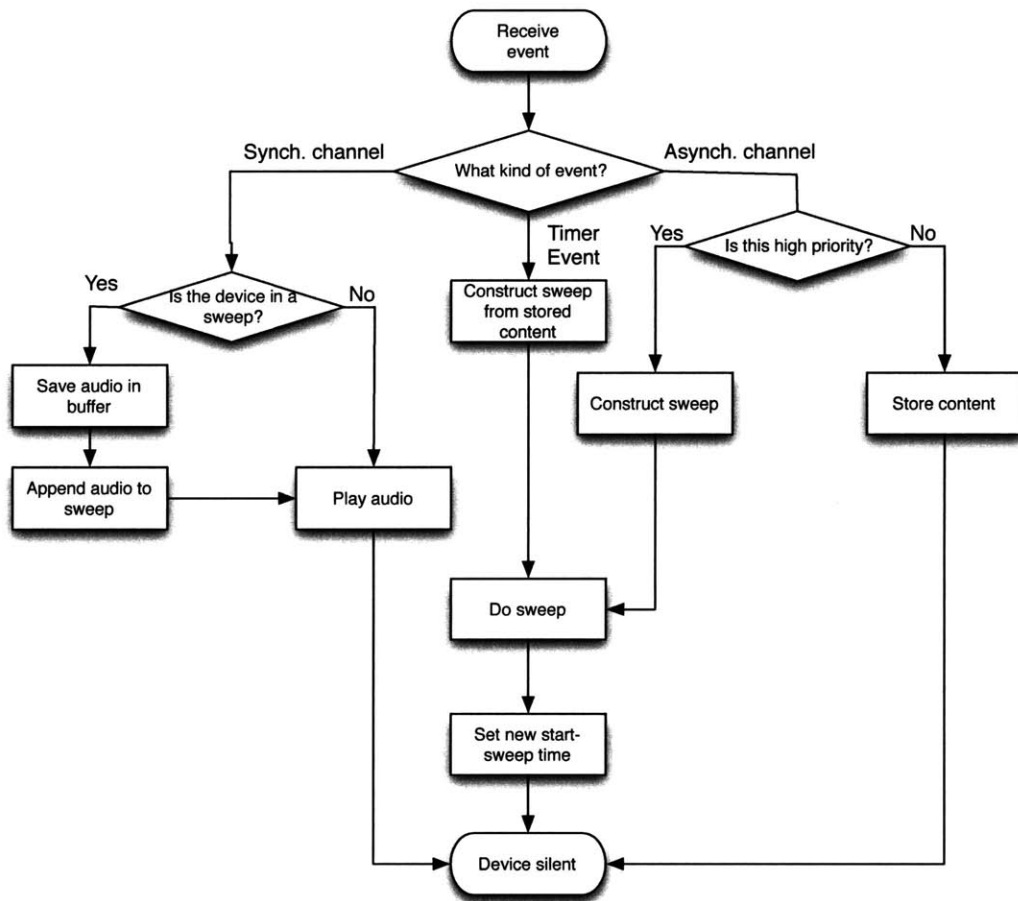 Receive
event
Synch. channel
What kind of event?
Asynch. channel
Timer
Event
Yes
Is this high priority?
No
Yes
Is the device in a
sweep?
No
Construct sweep
from stored
content
Save audio in
buffer
Construct sweep
Store content
Append audio to
sweep
Play audio
Do sweep
Set new start-
sweep time
Device silent